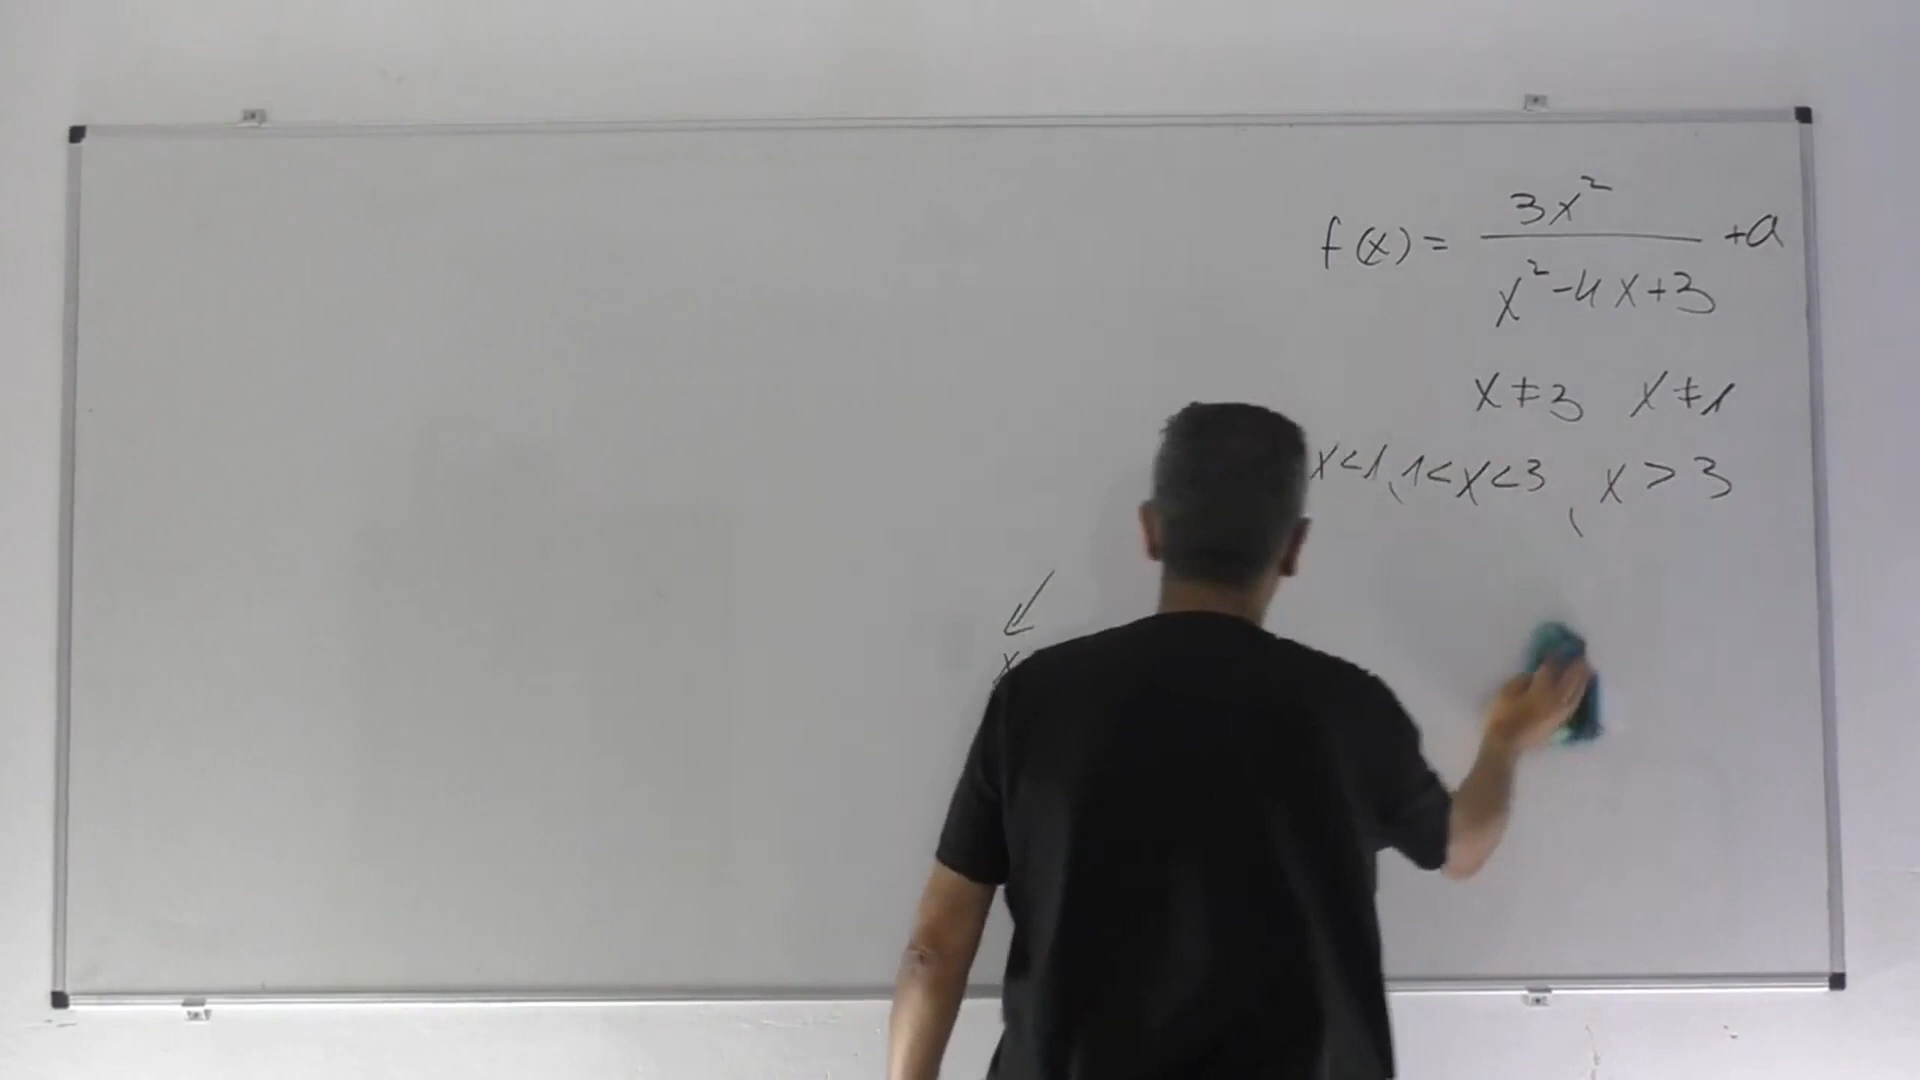 f(x) = 3x² / x²-4x+3 +a
x≠3 x≠1
x<1, 1<x<3, x>3
x